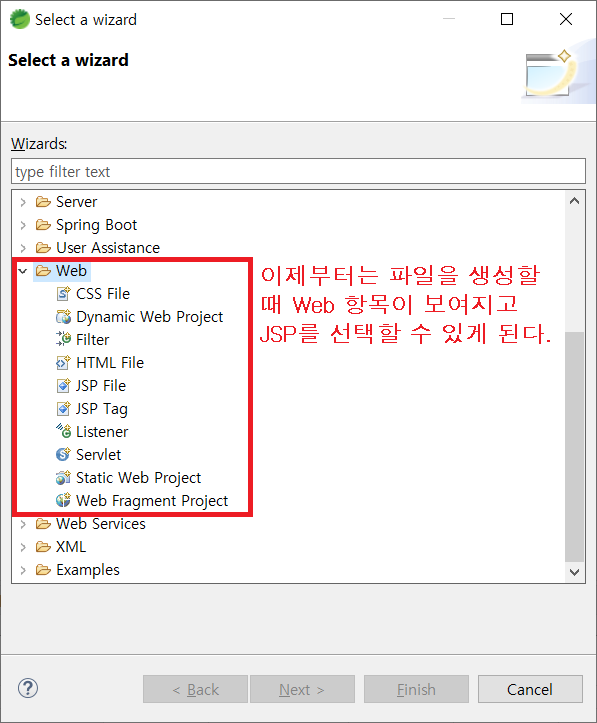 Select a wizard
Select a wizard
Wizards:
type filter text
Server
Spring Boot
User Assistance
Web
이제부터는 파일을 생성할
때 Web 항목이 보여지고
JSP를 선택할 수 있게 된다.
CSS File
Dynamic Web Project
Filter
HTML File
JSP File
JSP Tag
Listener
Servlet
Static Web Project
Web Fragment Project
Web Services
XML
Examples
?
< Back
Next >
Finish
Cancel